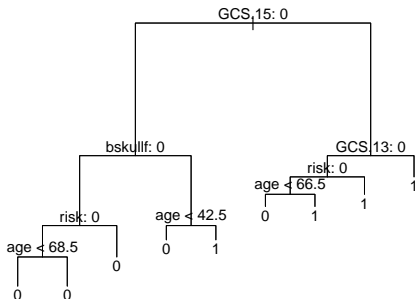 GCS.15: 0
bskullf: 0
GCS.13: 0
risk: 0
1
age < 66.5
1
risk: 0
age < 42.5
0
1
age < 68.5
0
0
1
0
0